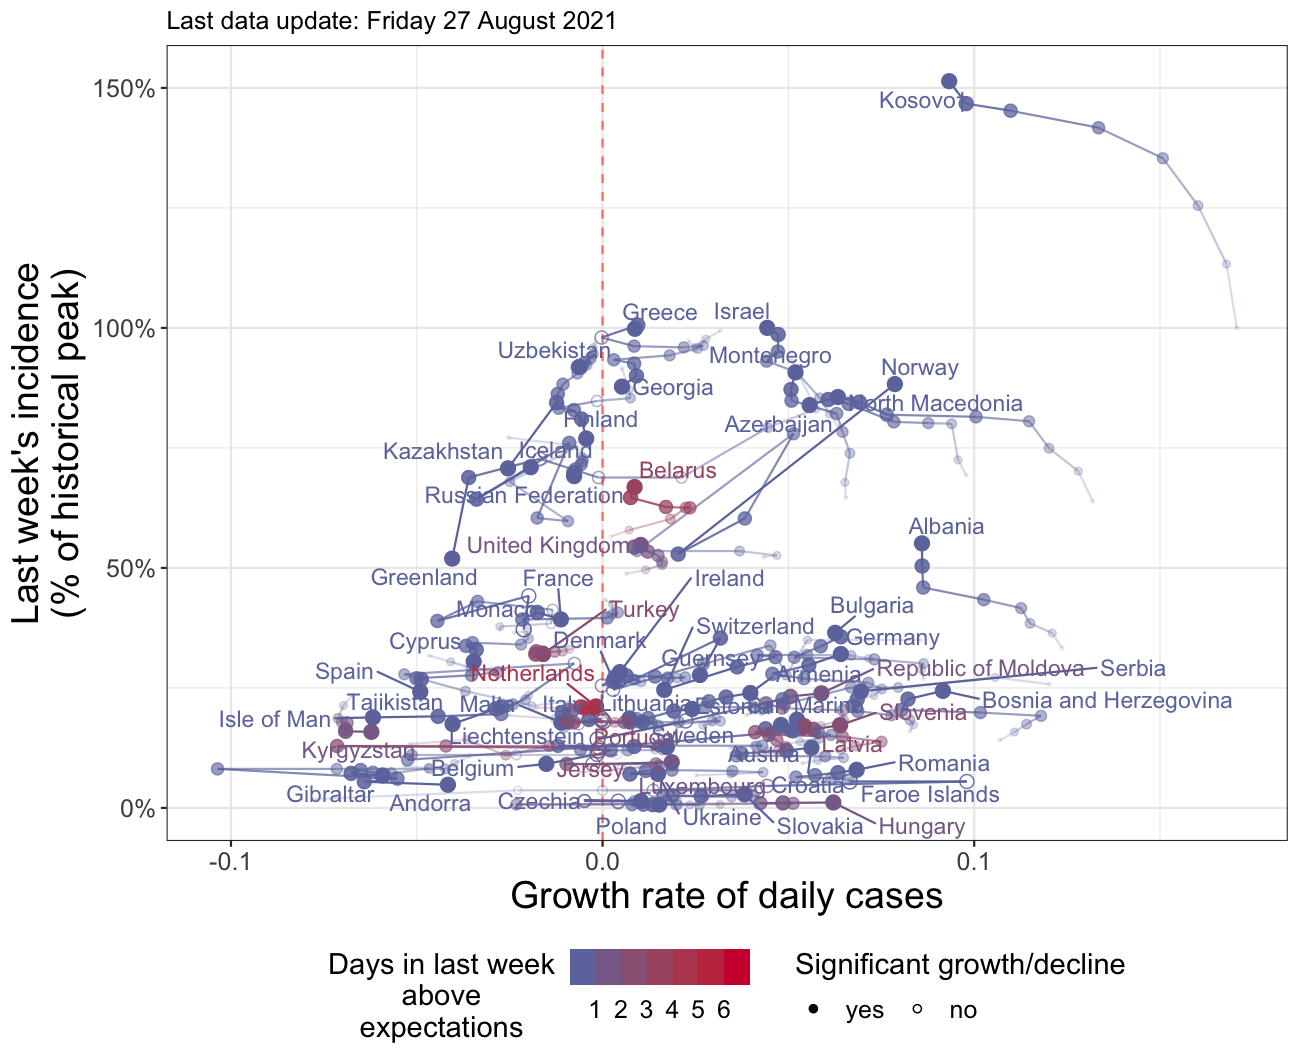 Last data update: Friday 27 August 2021
Last week's incidence
(% of historical peak)
150%
100%
50%
0%
Kosovo†
Greece
Israel
Uzbekistan
Montenegro
Norway
Georgia
North Macedonia
Finland
Azerbaijan
Kazakhstan
Iceland
Belarus
Russian Federation
Albania
United Kingdom
Greenland
France
Ireland
Monaco
Turkey
Bulgaria
Switzerland
Cyprus
Denmark
Germany
Guernsey
Spain
Netherlands
Armenia
Republic of Moldova
Serbia
Tajikistan
Malta
Italy
Lithuania
Estonia
San Marino
Bosnia and Herzegovina
Isle of Man
Slovenia
Liechtenstein
Portugal
Sweden
Latvia
Kyrgyzstan
Austria
Belgium
Jersey
Romania
Gibraltar
Andorra
Czechia
Luxembourg
Croatia
Faroe Islands
Poland
Ukraine
Slovakia
Hungary
-0.1
0.0
0.1
Growth rate of daily cases
Days in last week
above
expectations
1 2 3 4 5 6
Significant growth/decline
yes
no